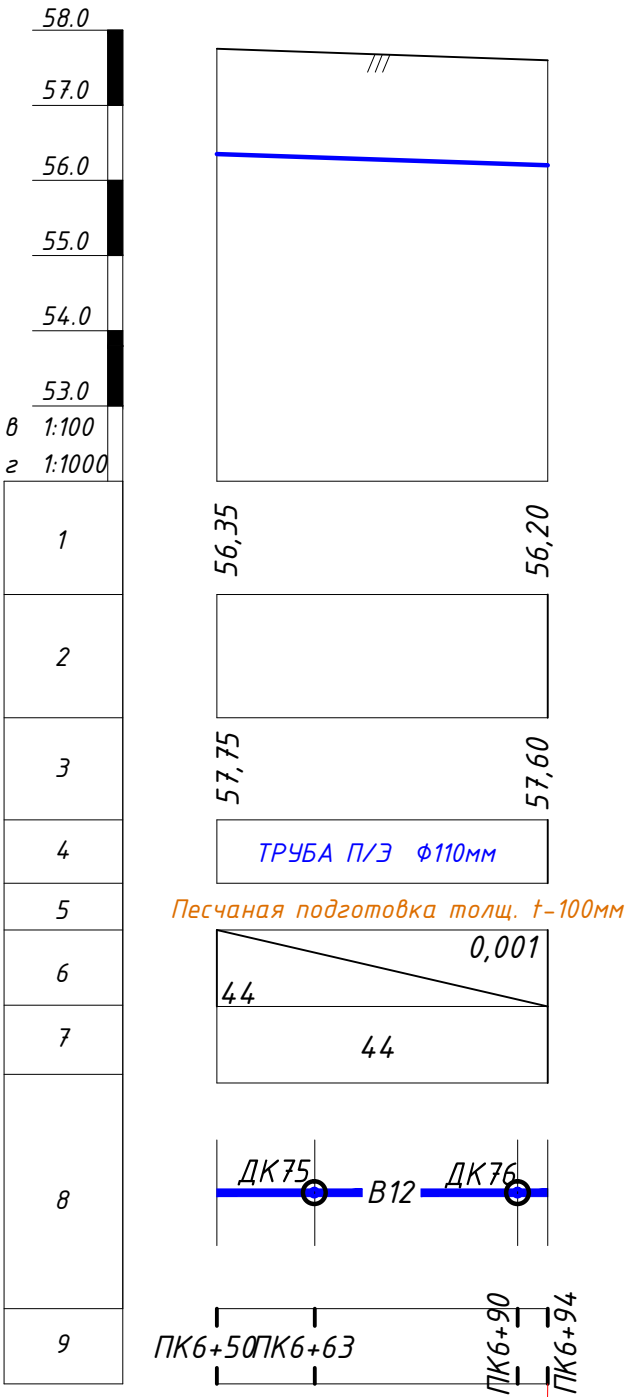 58.0
57.0
56.0
55.0
54.0
53.0
в 1:100
г 1:1000
1 56,35 56,20
2
3 57,75 57,60
4 ТРУБА П/Э Ф110мм
5 Песчаная подготовка толщ. t-100мм
6 44 0,001
7 44
8 ДК75 В12 ДК76
9 ПК6+50 ПК6+63 ПК6+90 ПК6+94